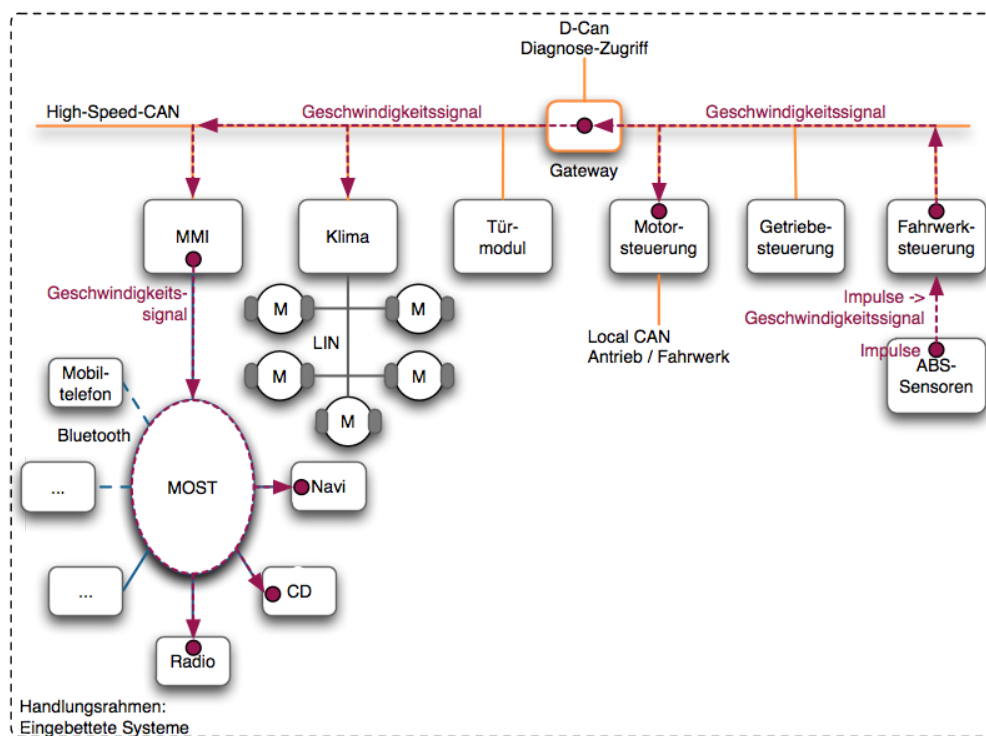 D-Can
Diagnose-Zugriff
High-Speed-CAN
Geschwindigkeitssignal
Geschwindigkeitssignal
Gateway
MMI
Klima
Tür-
modul
Motor-
steuerung
Getriebe-
steuerung
Fahrwerk-
steuerung
Geschwindigkeits-
signal
Impulse ->
Geschwindigkeitssignal
M
M
LIN
Local CAN
Antrieb / Fahrwerk
Impulse
ABS-
Sensoren
Mobil-
telefon
M
M
M
Bluetooth
...
MOST
Navi
...
CD
Radio
Handlungsrahmen:
Eingebettete Systeme